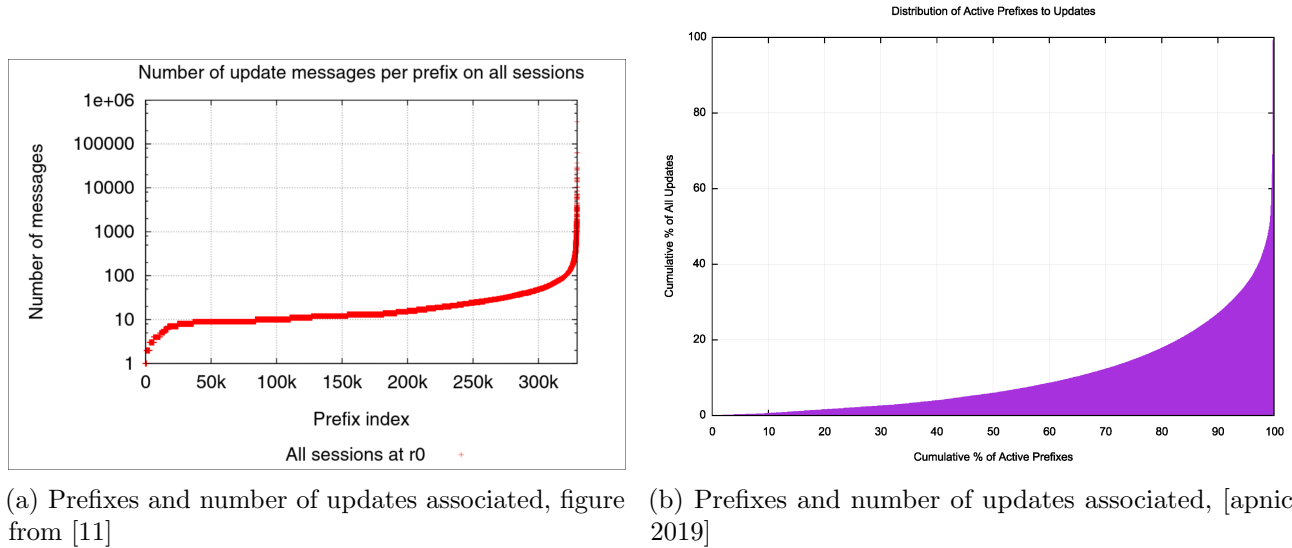 Number of update messages per prefix on all sessions
1e+06
100000
10000
1000
100
10
1
Number of messages
0 50k 100k 150k 200k 250k 300k
Prefix index
All sessions at r0
(a) Prefixes and number of updates associated, figure
from [11]
Distribution of Active Prefixes to Updates
100
80
60
40
20
0
Cumulative % of All Updates
0 10 20 30 40 50 60 70 80 90 100
Cumulative % of Active Prefixes
(b) Prefixes and number of updates associated, [apnic
2019]